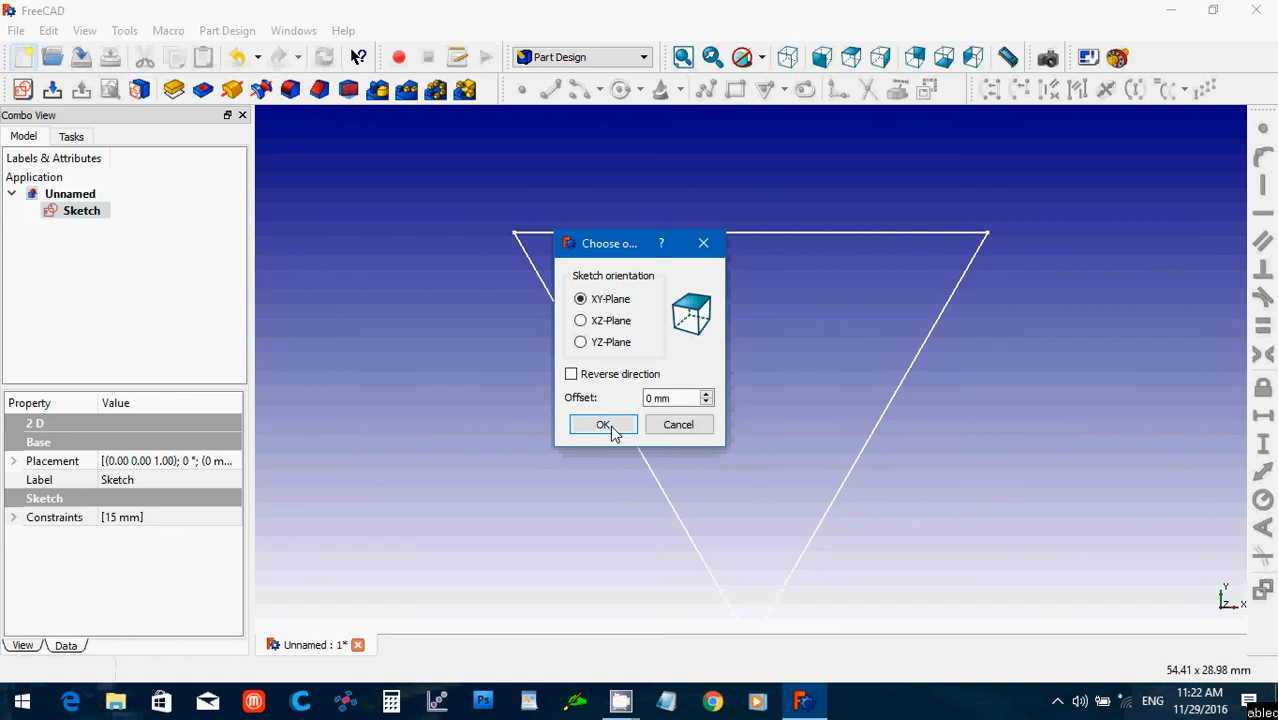 FreeCAD
File Edit View Tools Macro Part Design Windows Help
Part Design
Combo View
Model Tasks
Labels & Attributes
Application
Unnamed
Sketch
Choose o... ?
Sketch orientation
XY-Plane
XZ-Plane
YZ-Plane
Reverse direction
Offset: 0 mm
OK Cancel
Property Value
2 D
Base
Placement [(0.00 0.00 1.00); 0 °; (0 m...
Label Sketch
Sketch
Constraints [15 mm]
Y
Z X
View Data
Unnamed : 1*
54.41 x 28.98 mm
Ps
ENG
11:22 AM
11/29/2016
ablec